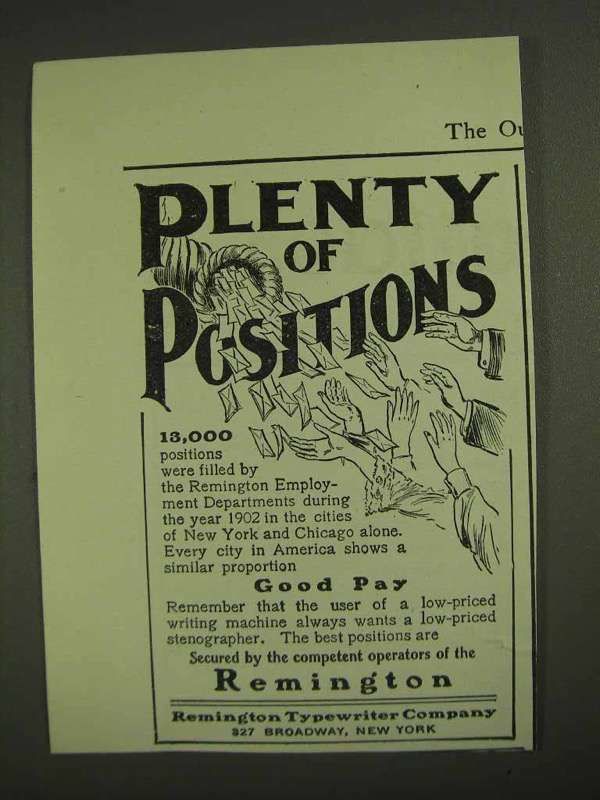 The Ou
PLENTY
OF
POSITIONS
13,000
positions
were filled by
the Remington Employ-
ment Departments during
the year 1902 in the cities
of New York and Chicago alone.
Every city in America shows a
similar proportion
Good Pay
Remember that the user of a low-priced
writing machine always wants a low-priced
stenographer. The best positions are
Secured by the competent operators of the
Remington
Remington Typewriter Company
327 BROADWAY, NEW YORK